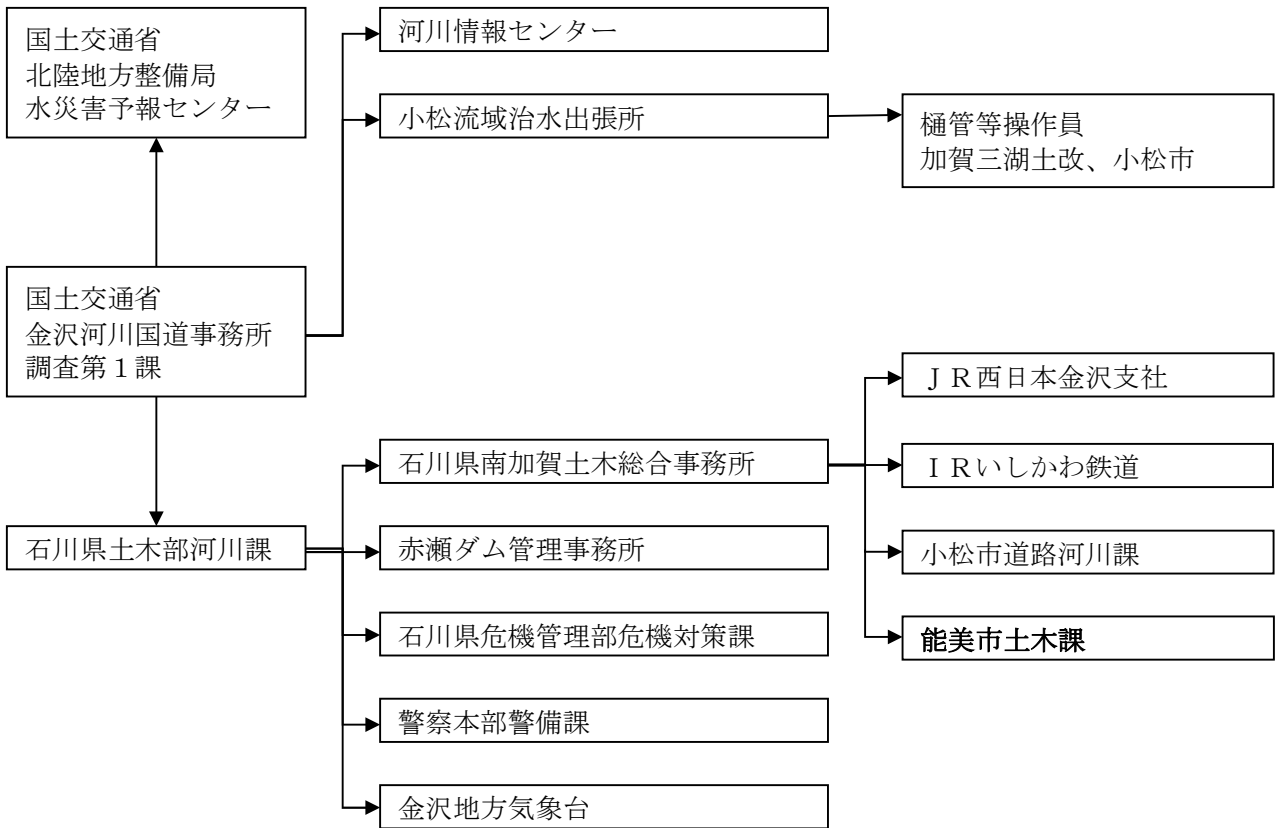 国土交通省
北陸地方整備局
水災害予報センター
河川情報センター
小松流域治水出張所
樋管等操作員
加賀三湖土改、小松市
国土交通省
金沢河川国道事務所
調査第１課
ＪＲ西日本金沢支社
石川県南加賀土木総合事務所
ＩＲいしかわ鉄道
石川県土木部河川課
赤瀬ダム管理事務所
小松市道路河川課
石川県危機管理部危機対策課
能美市土木課
警察本部警備課
金沢地方気象台